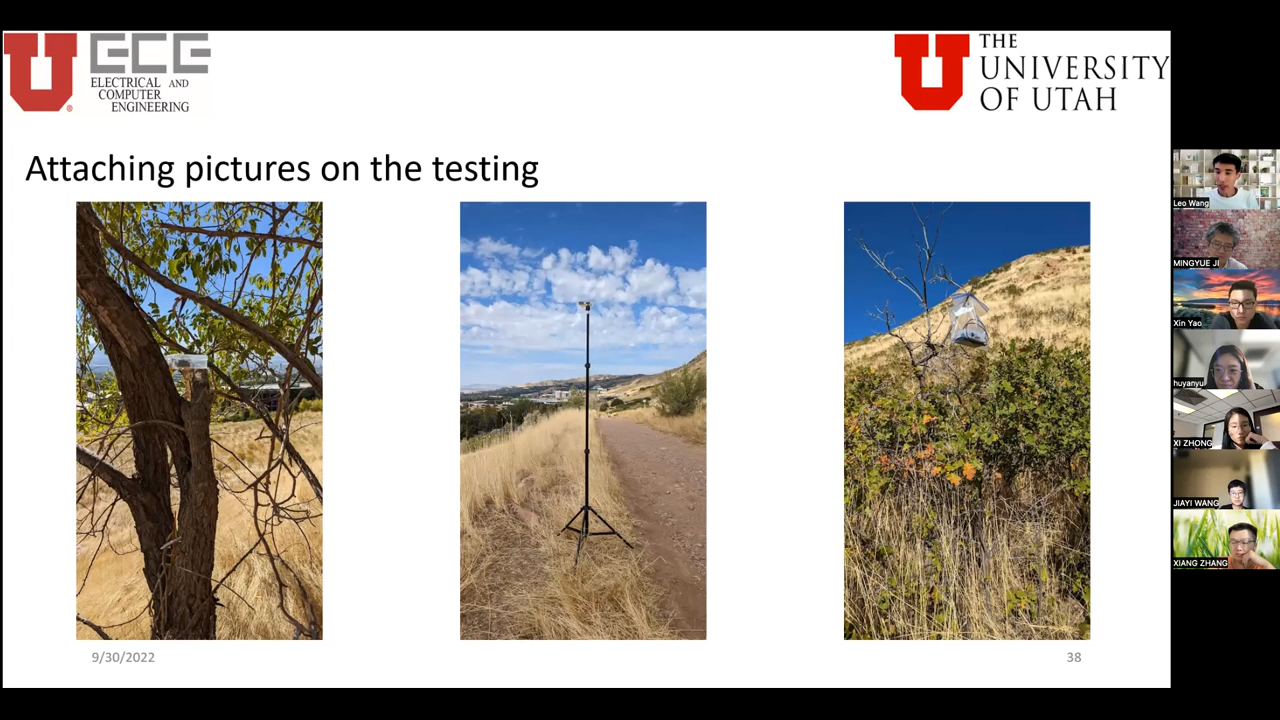 ECE
ELECTRICAL AND
COMPUTER
ENGINEERING
THE
UNIVERSITY
OF UTAH
Attaching pictures on the testing
9/30/2022
38
Leo Wang
MINGYUE JI
Xin Yao
huyanyu
XI ZHONG
JIAYI WANG
XIANG ZHANG